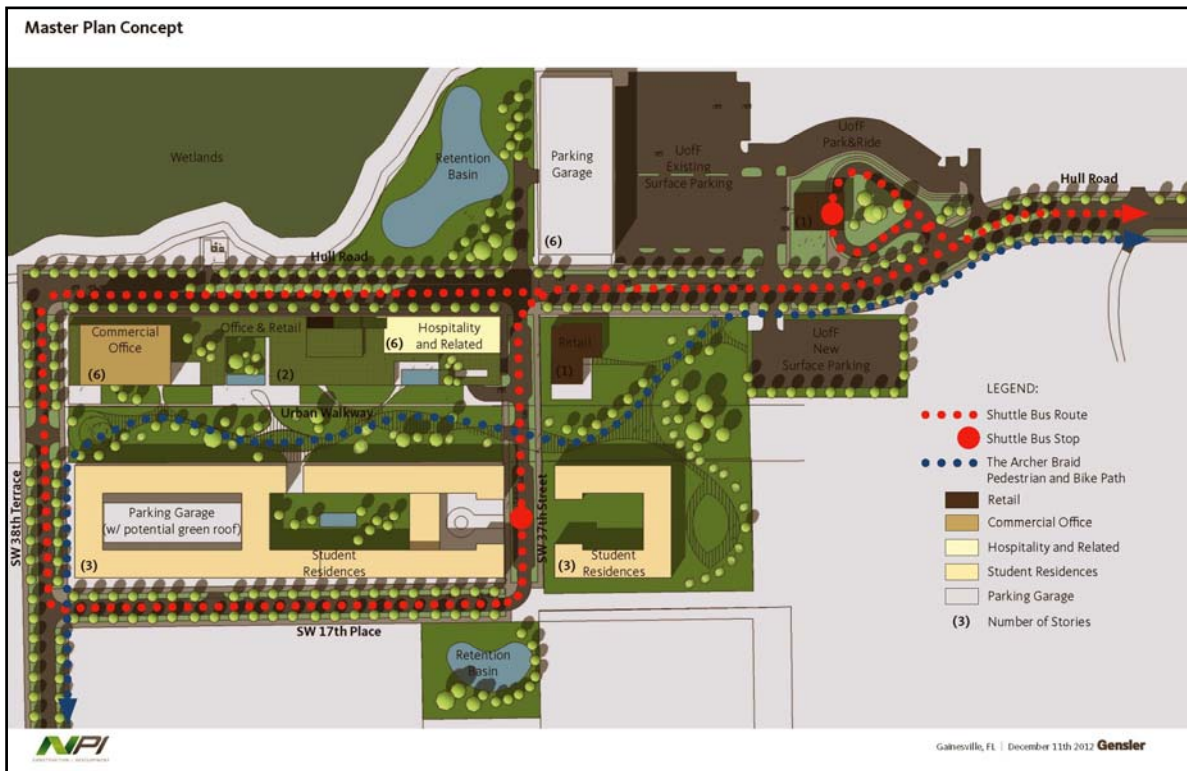 Master Plan Concept
Wetlands
Retention
Basin
Parking
Garage
(6)
UofF
Existing
Surface Parking
UofF
Park&Ride
(1)
Hull Road
Hull Road
Commercial
Office
(6)
Office & Retail
(2)
Hospitality
and Related
(6)
Retail
(1)
UofF
New
Surface Parking
Urban Walkway
SW 38th Terrace
Parking Garage
(w/ potential green roof)
(3)
Student
Residences
SW 37th Street
Student
Residences
(3)
SW 17th Place
Retention
Basin
LEGEND:
Shuttle Bus Route
Shuttle Bus Stop
The Archer Braid
Pedestrian and Bike Path
Retail
Commercial Office
Hospitality and Related
Student Residences
Parking Garage
(3) Number of Stories
NPI
CONSTRUCTION + DEVELOPMENT
Gainesville, FL | December 11th 2012 Gensler